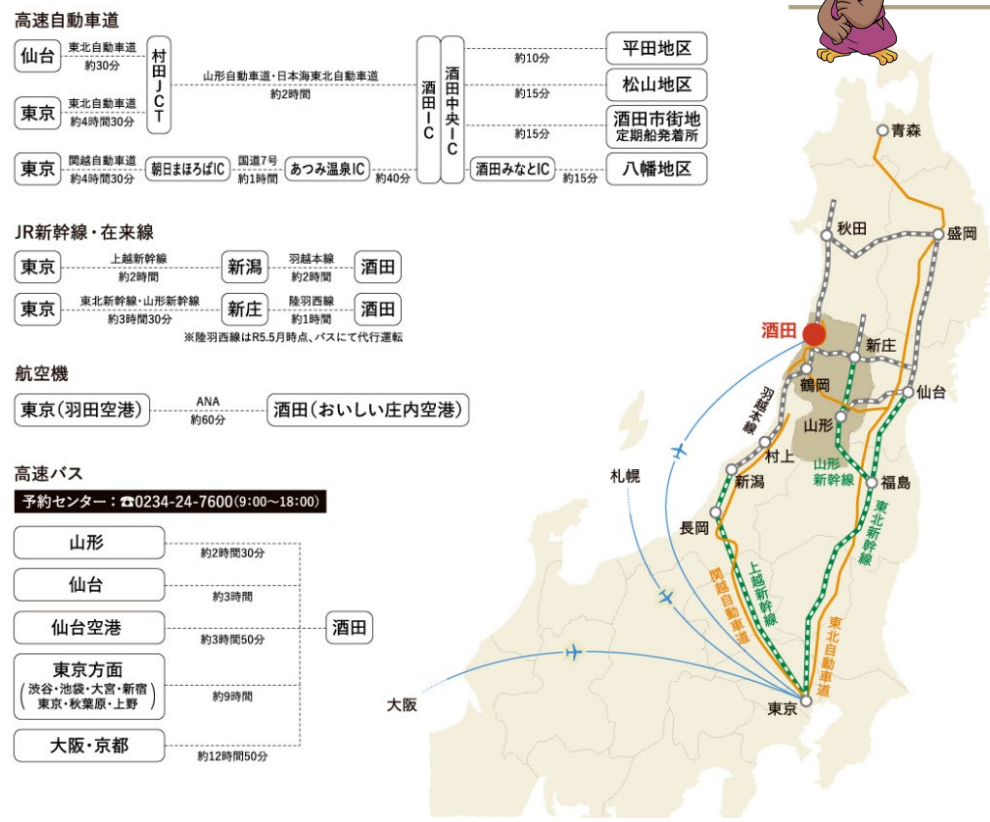 高速自動車道
仙台
東北自動車道
約30分
東京
東北自動車道
約4時間30分
村田JCT
山形自動車道・日本海東北自動車道
約2時間
東京
関越自動車道
約4時間30分
朝日まほろばIC
国道7号
約1時間
あつみ温泉IC
約40分
酒田IC
酒田中央IC
約10分
平田地区
約15分
松山地区
約15分
酒田市街地
定期船発着所
酒田みなとIC
約15分
八幡地区
JR新幹線・在来線
東京
上越新幹線
約2時間
新潟
羽越本線
約2時間
酒田
東京
東北新幹線・山形新幹線
約3時間30分
新庄
陸羽西線
約1時間
酒田
※陸羽西線はR5.5月時点、バスにて代行運転
航空機
東京(羽田空港)
ANA
約60分
酒田(おいしい庄内空港)
高速バス
予約センター:☎0234-24-7600(9:00〜18:00)
山形
約2時間30分
仙台
約3時間
仙台空港
約3時間50分
東京方面
(渋谷・池袋・大宮・新宿
東京・秋葉原・上野)
約9時間
大阪・京都
約12時間50分
酒田
青森
秋田
盛岡
酒田
新庄
鶴岡
仙台
羽越本線
山形
村上
山形
新幹線
札幌
新潟
福島
長岡
東北新幹線
上越新幹線
関越自動車道
東北自動車道
大阪
東京